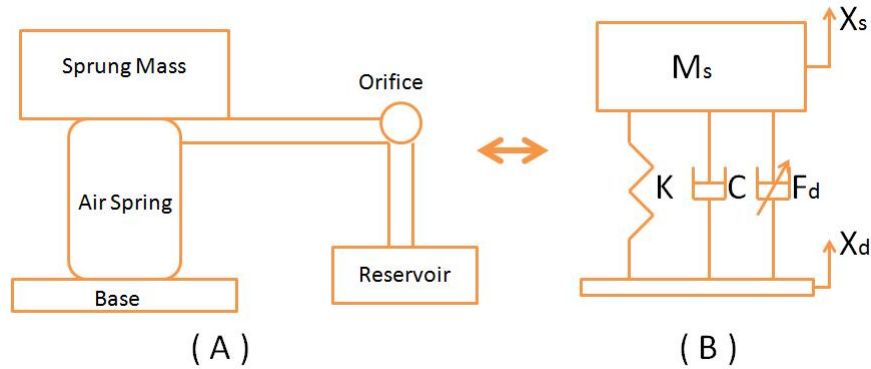 Sprung Mass
Orifice
Air Spring
Reservoir
Base
( A )
Xs
Ms
K
C
Fd
Xd
( B )